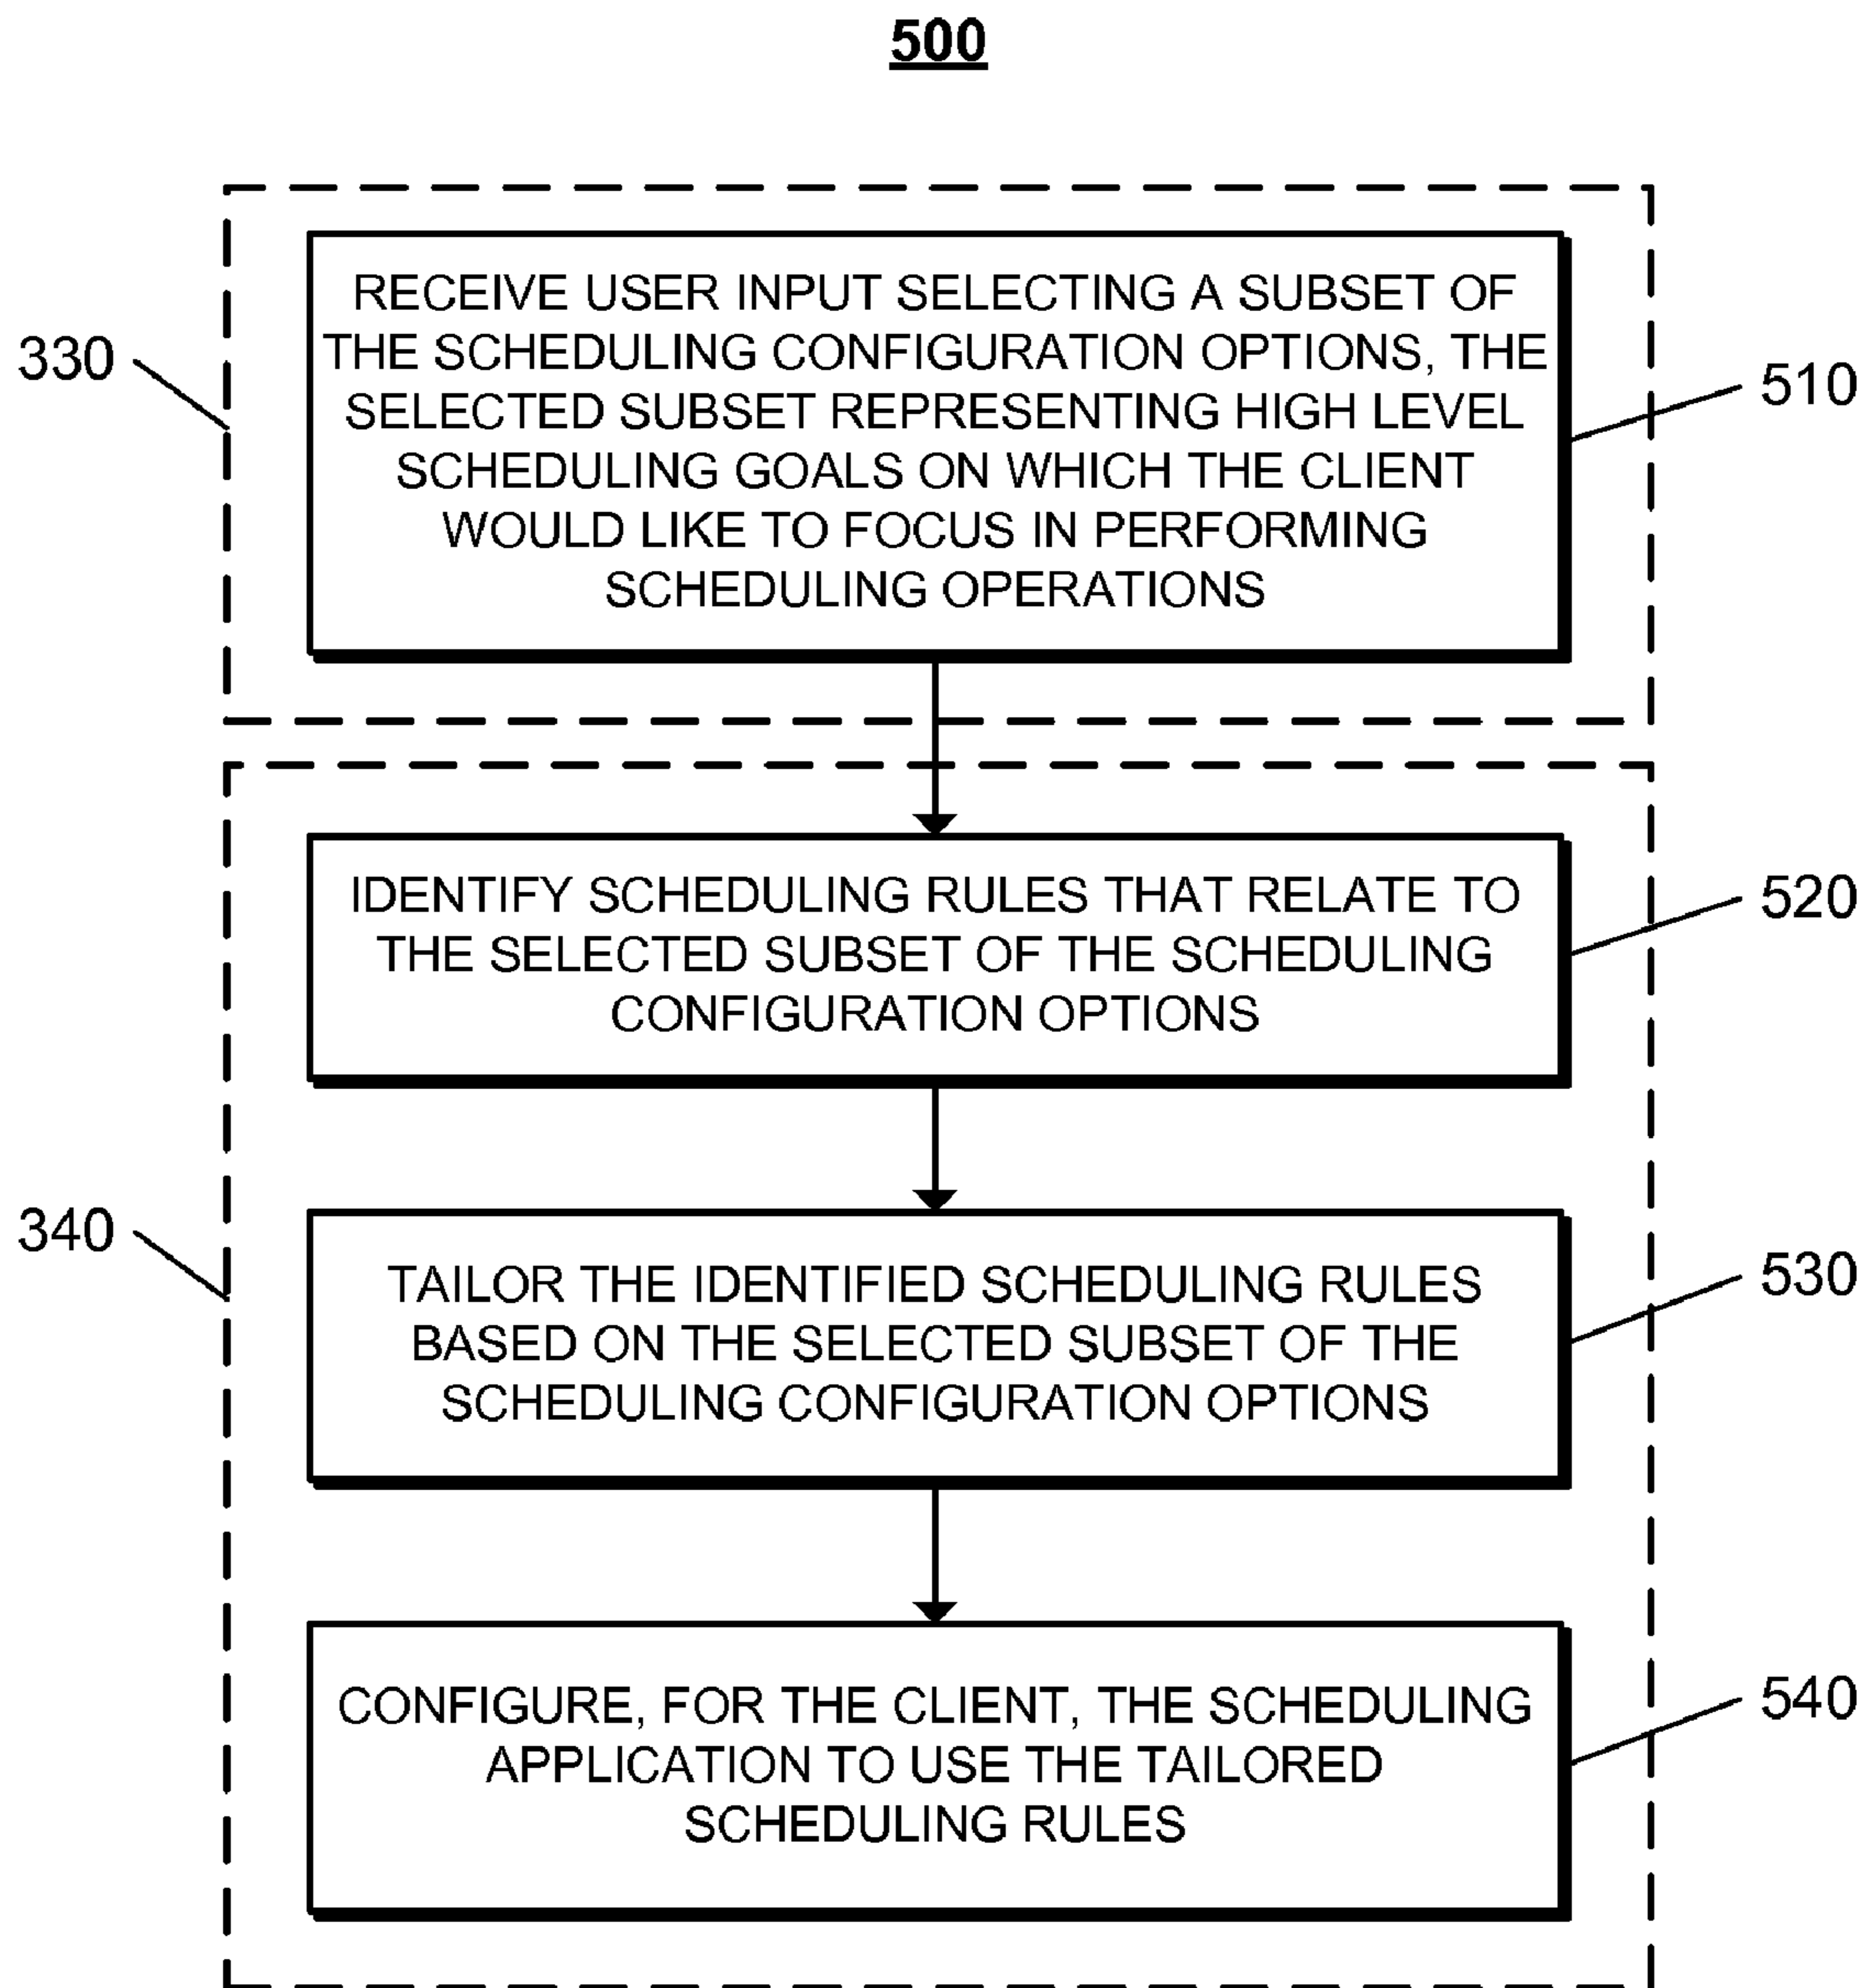 500
330
RECEIVE USER INPUT SELECTING A SUBSET OF
THE SCHEDULING CONFIGURATION OPTIONS, THE
SELECTED SUBSET REPRESENTING HIGH LEVEL
SCHEDULING GOALS ON WHICH THE CLIENT
WOULD LIKE TO FOCUS IN PERFORMING
SCHEDULING OPERATIONS
510
IDENTIFY SCHEDULING RULES THAT RELATE TO
THE SELECTED SUBSET OF THE SCHEDULING
CONFIGURATION OPTIONS
520
340
TAILOR THE IDENTIFIED SCHEDULING RULES
BASED ON THE SELECTED SUBSET OF THE
SCHEDULING CONFIGURATION OPTIONS
530
CONFIGURE, FOR THE CLIENT, THE SCHEDULING
APPLICATION TO USE THE TAILORED
SCHEDULING RULES
540